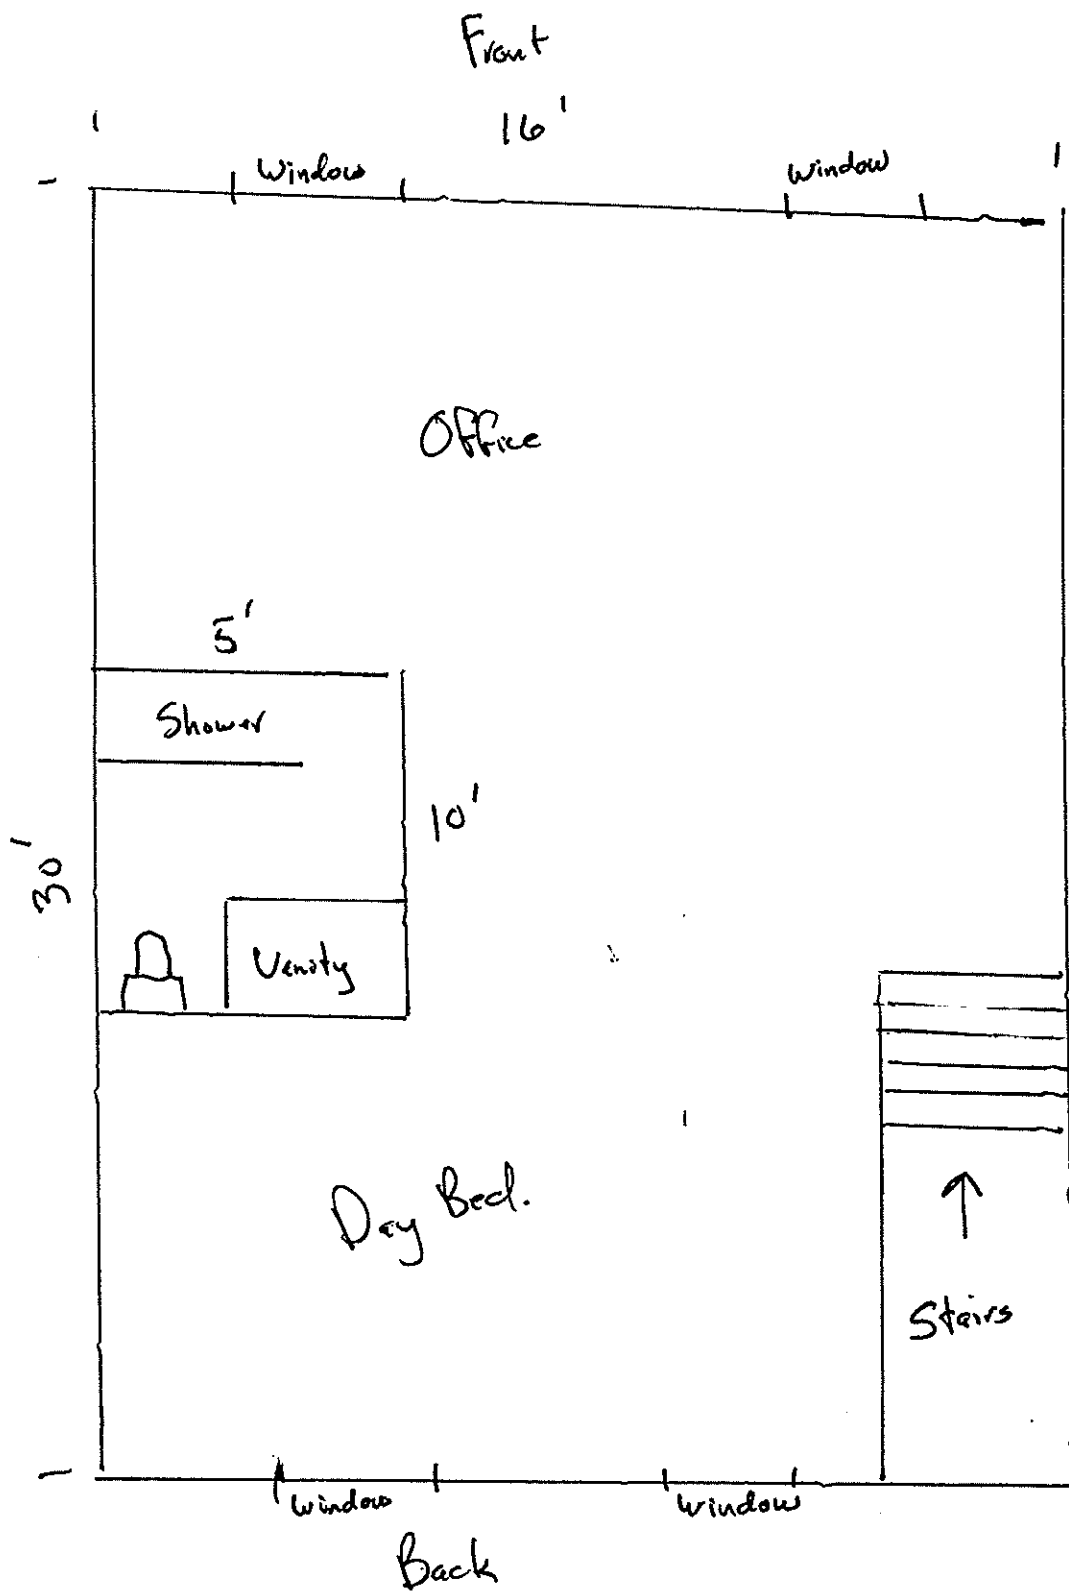 Front
16'
Window
Window
Office
5'
Shower
10'
30'
Vanity
Day Bed.
Stairs
Window
Window
Back